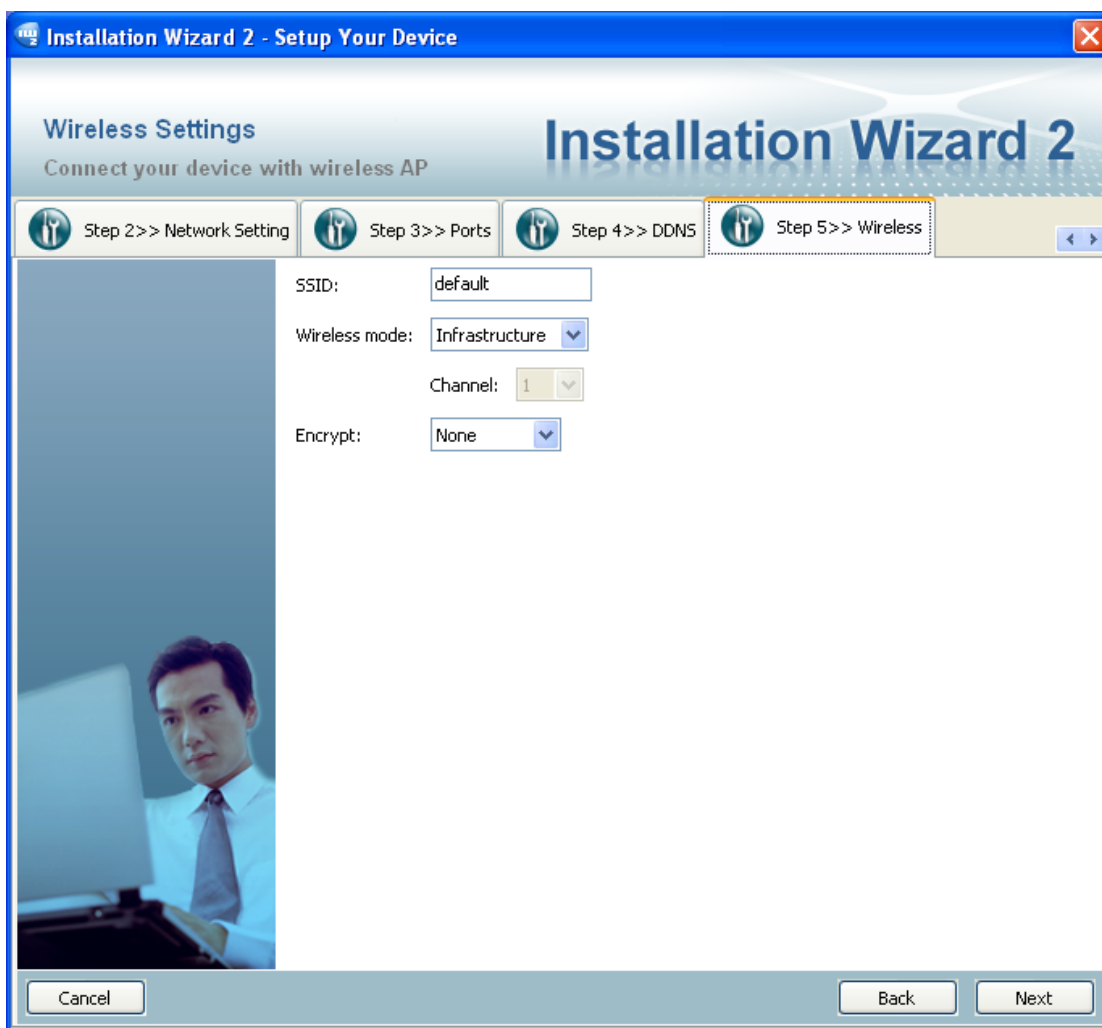 Installation Wizard 2 - Setup Your Device
Wireless Settings
Connect your device with wireless AP
Installation Wizard 2
Step 2>> Network Setting
Step 3>> Ports
Step 4>> DDNS
Step 5>> Wireless
SSID: default
Wireless mode: Infrastructure
Channel: 1
Encrypt: None
Cancel
Back
Next